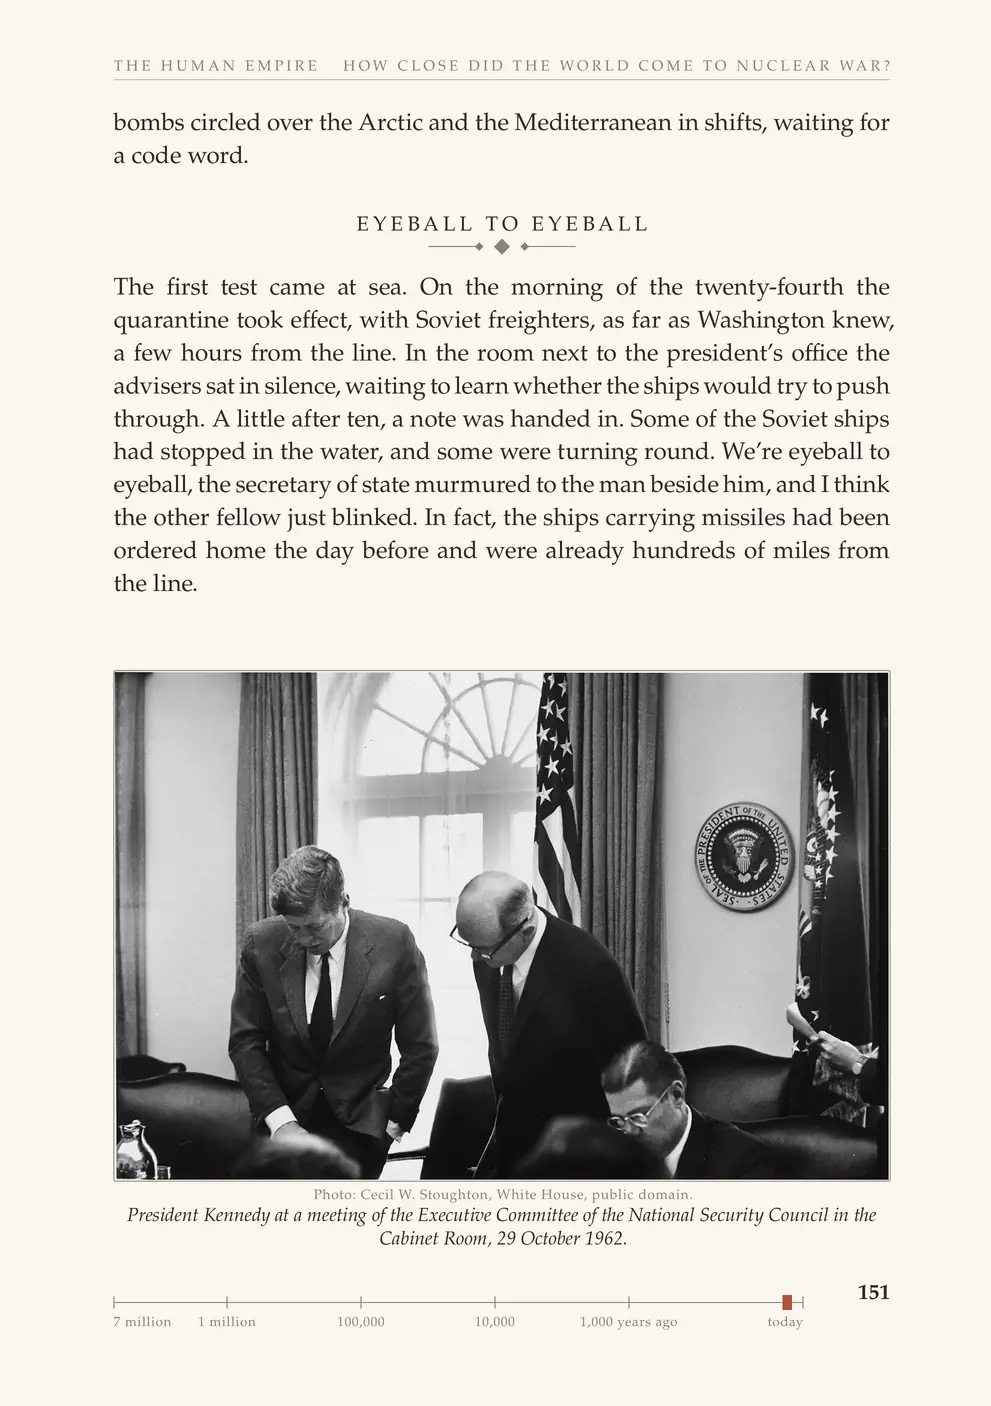 THE HUMAN EMPIRE HOW CLOSE DID THE WORLD COME TO NUCLEAR WAR?
bombs circled over the Arctic and the Mediterranean in shifts, waiting for
a code word.
EYEBALL TO EYEBALL
The first test came at sea. On the morning of the twenty-fourth the
quarantine took effect, with Soviet freighters, as far as Washington knew,
a few hours from the line. In the room next to the president’s office the
advisers sat in silence, waiting to learn whether the ships would try to push
through. A little after ten, a note was handed in. Some of the Soviet ships
had stopped in the water, and some were turning round. We’re eyeball to
eyeball, the secretary of state murmured to the man beside him, and I think
the other fellow just blinked. In fact, the ships carrying missiles had been
ordered home the day before and were already hundreds of miles from
the line.
SEAL OF THE PRESIDENT OF THE UNITED STATES
Photo: Cecil W. Stoughton, White House, public domain.
President Kennedy at a meeting of the Executive Committee of the National Security Council in the
Cabinet Room, 29 October 1962.
151
7 million 1 million 100,000 10,000 1,000 years ago today